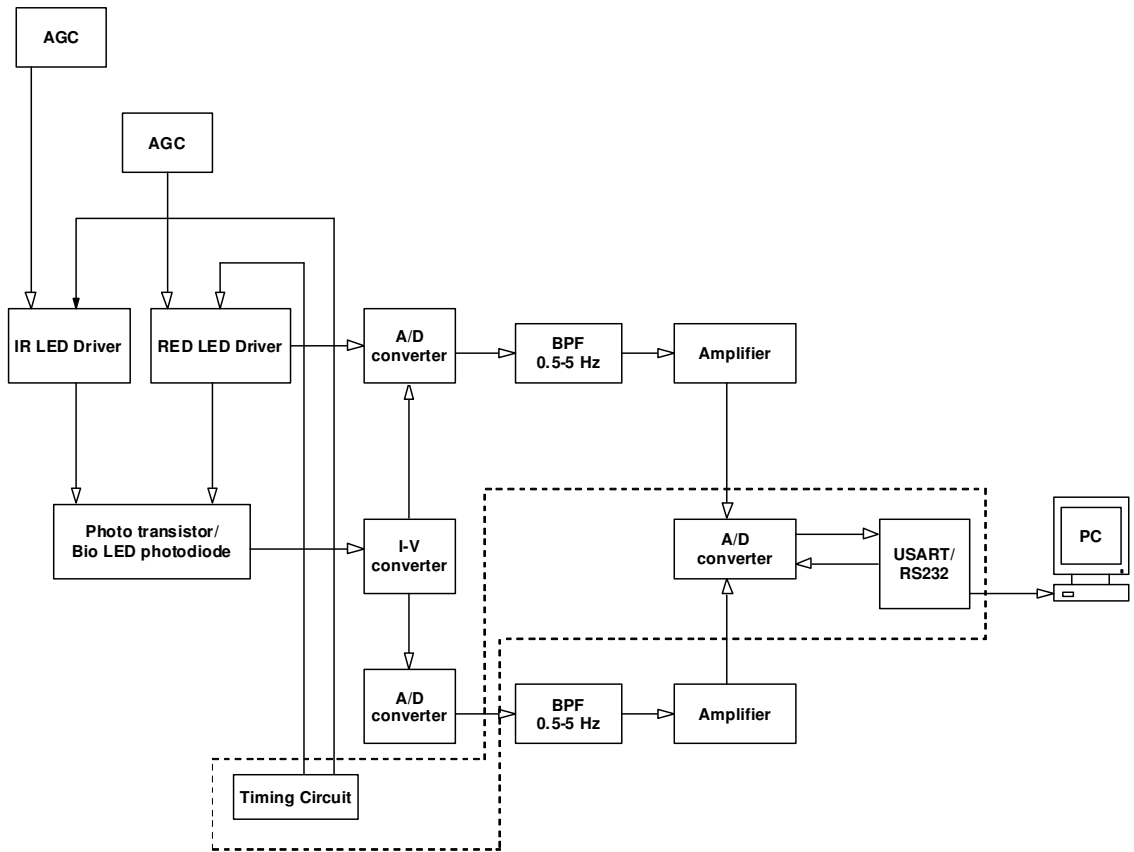 AGC
AGC
IR LED Driver
RED LED Driver
A/D
converter
BPF
0.5-5 Hz
Amplifier
Photo transistor/
Bio LED photodiode
I-V
converter
A/D
converter
USART/
RS232
PC
A/D
converter
BPF
0.5-5 Hz
Amplifier
Timing Circuit